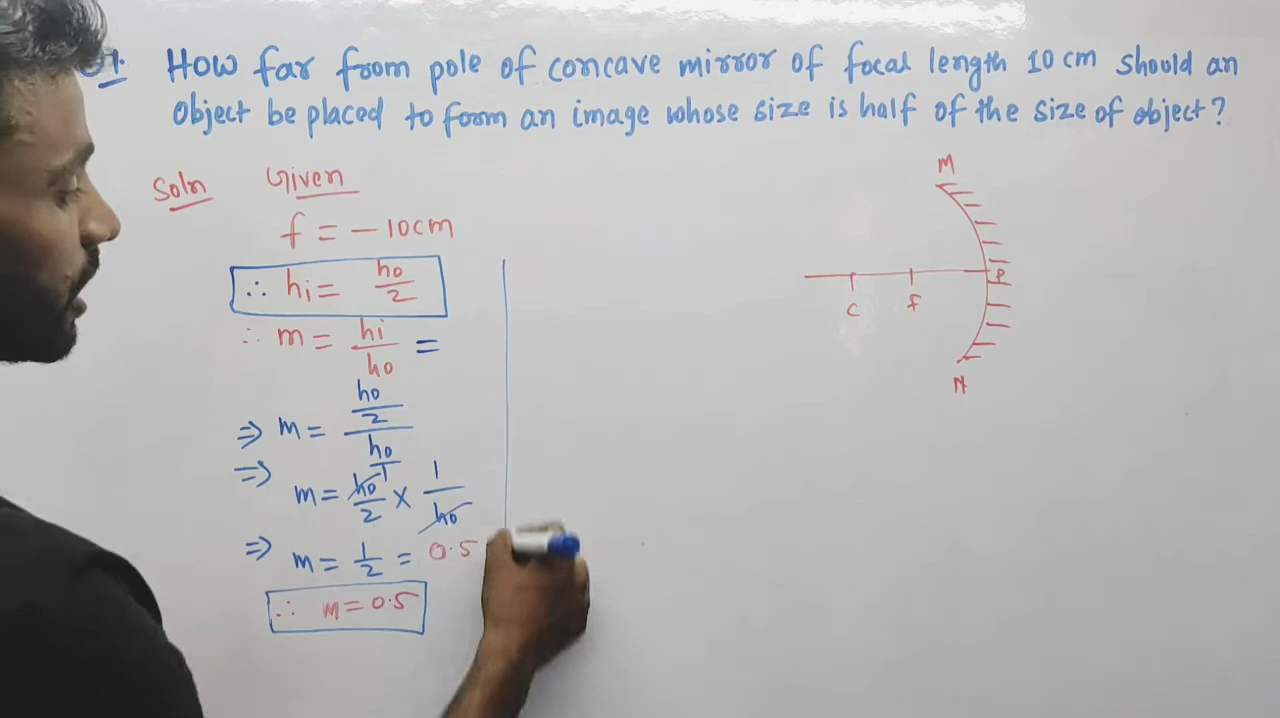 How far from pole of concave mirror of focal length 10 cm should an
object be placed to form an image whose size is half of the size of object?
Soln Given
f = - 10cm
∴ hi = ho/2
∴ m = hi/ho =
⇒ m = (ho/2)/(ho/1)
⇒ m = ho/2 × 1/ho
⇒ m = 1/2 = 0.5
∴ m = 0.5
M
P
C F
N